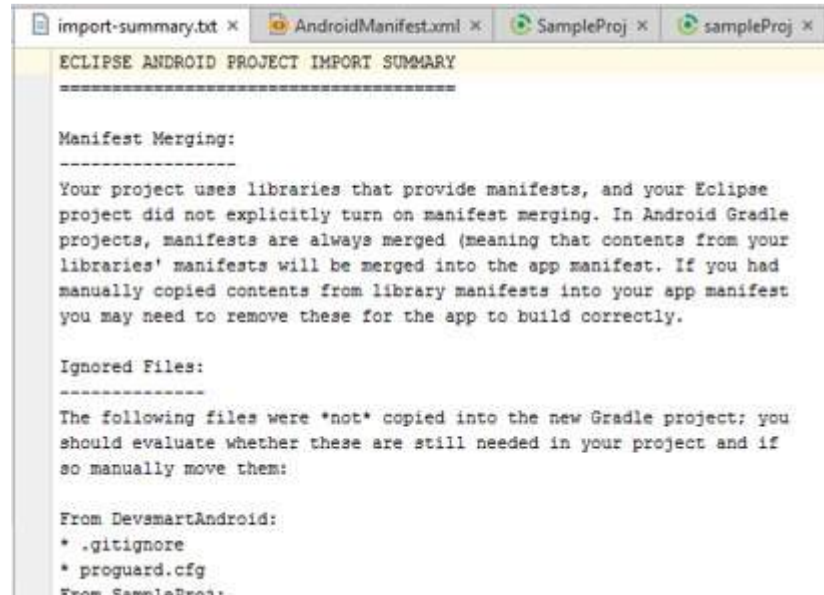 import-summary.txt × AndroidManifest.xml × SampleProj × sampleProj ×
ECLIPSE ANDROID PROJECT IMPORT SUMMARY
======================================
Manifest Merging:
-----------------
Your project uses libraries that provide manifests, and your Eclipse
project did not explicitly turn on manifest merging. In Android Gradle
projects, manifests are always merged (meaning that contents from your
libraries' manifests will be merged into the app manifest. If you had
manually copied contents from library manifests into your app manifest
you may need to remove these for the app to build correctly.
Ignored Files:
--------------
The following files were *not* copied into the new Gradle project; you
should evaluate whether these are still needed in your project and if
so manually move them:
From DevsmartAndroid:
* .gitignore
* proguard.cfg
From SampleProj: